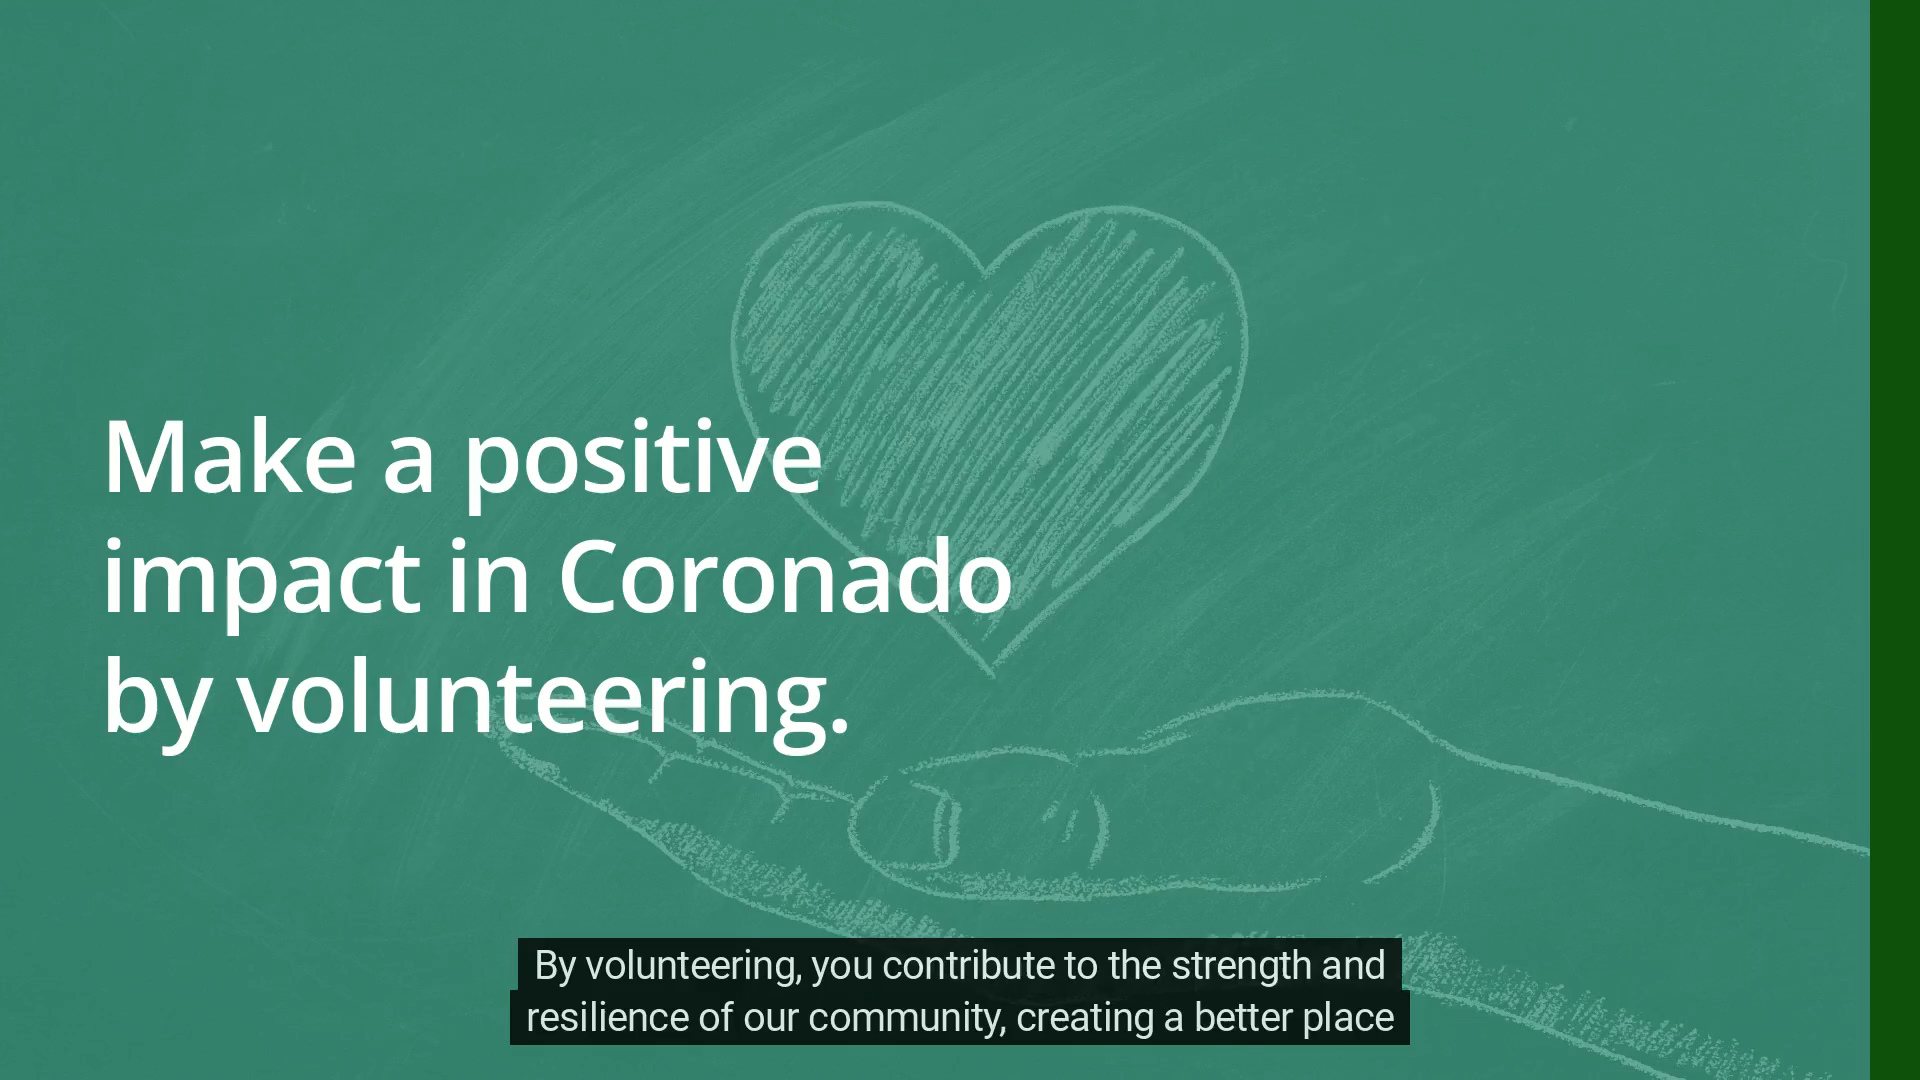 Make a positive
impact in Coronado
by volunteering.
By volunteering, you contribute to the strength and
resilience of our community, creating a better place